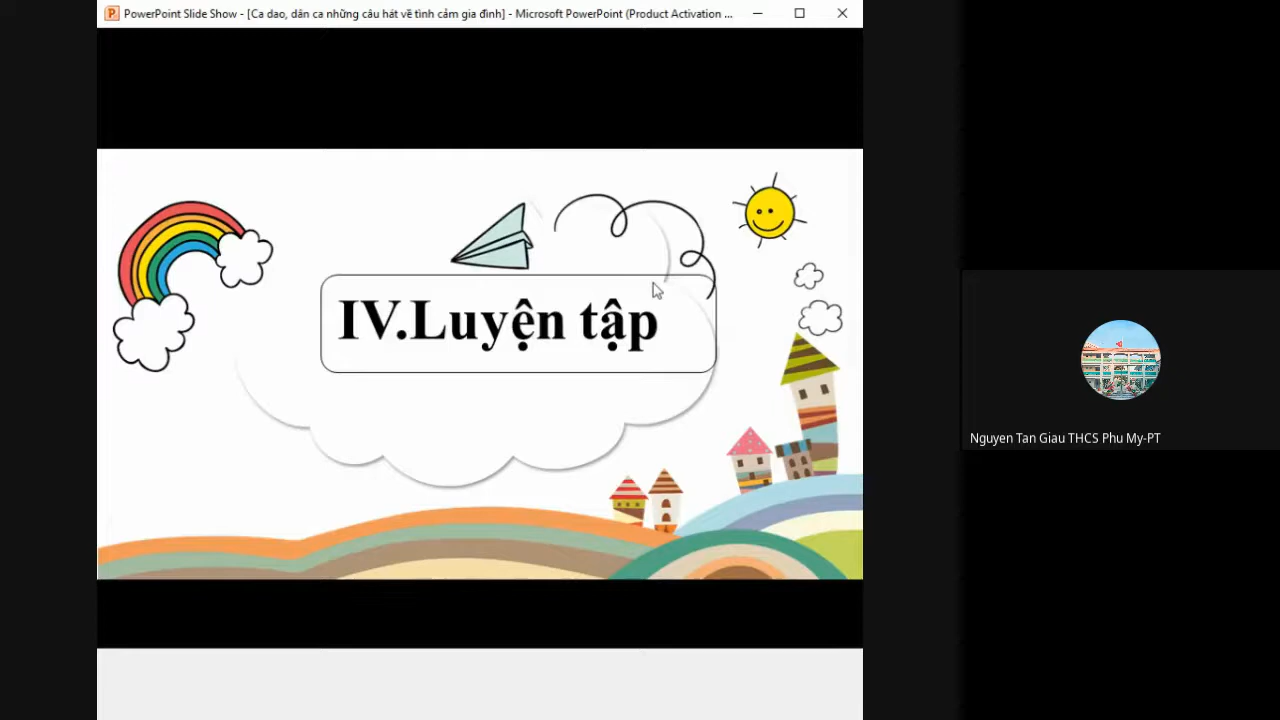 PowerPoint Slide Show - [Ca dao, dân ca những câu hát về tình cảm gia đình] - Microsoft PowerPoint (Product Activation ...
IV.Luyện tập
Nguyen Tan Giau THCS Phu My-PT